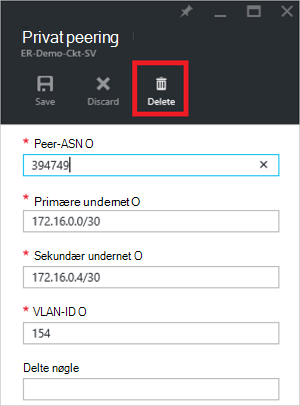 Privat peering
ER-Demo-Ckt-SV
Save Discard Delete
* Peer-ASN O
394749
* Primære undernet O
172.16.0.0/30
* Sekundær undernet O
172.16.0.4/30
* VLAN-ID O
154
Delte nøgle